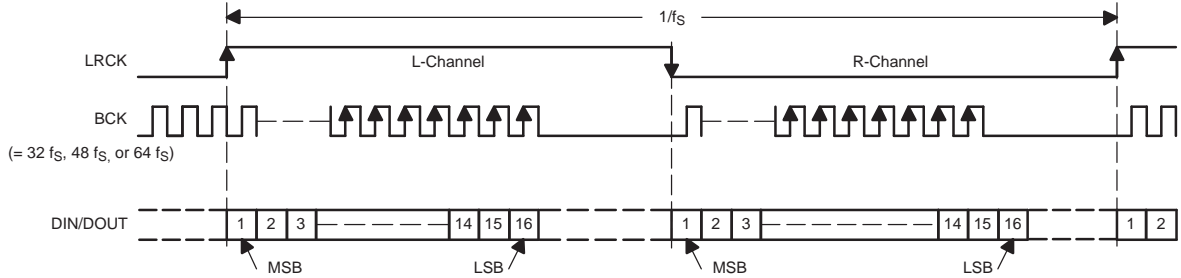 1/fS
LRCK
L-Channel
R-Channel
BCK
(= 32 fS, 48 fS, or 64 fS)
DIN/DOUT
1 2 3 14 15 16 1 2 3 14 15 16 1 2
MSB LSB MSB LSB